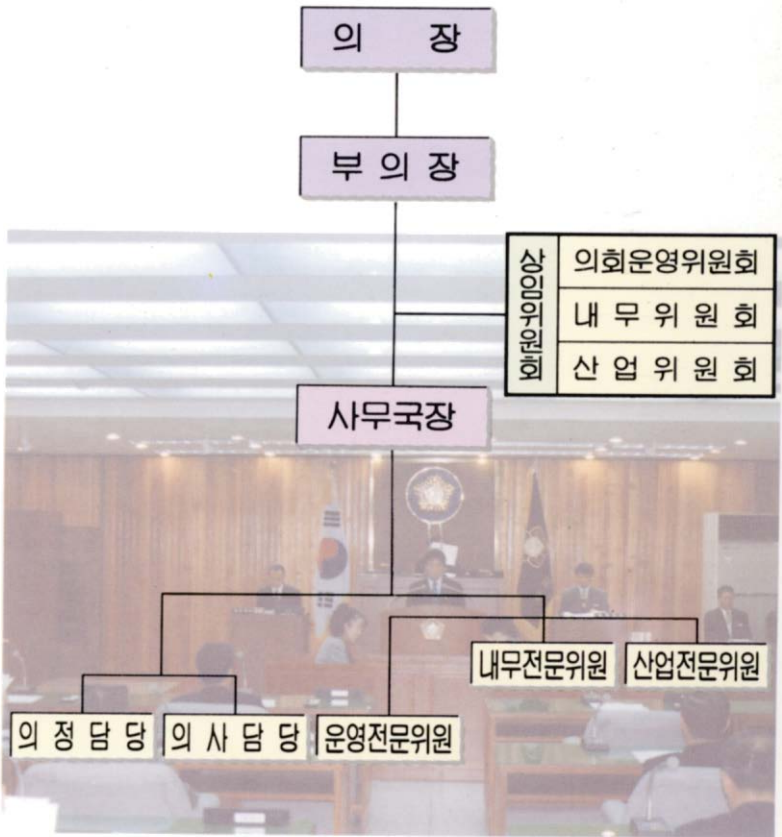 의 장
부 의 장
상임위원회
의회운영위원회
내 무 위 원 회
산 업 위 원 회
사무국장
내무전문위원
산업전문위원
의 정 담 당
의 사 담 당
운영전문위원